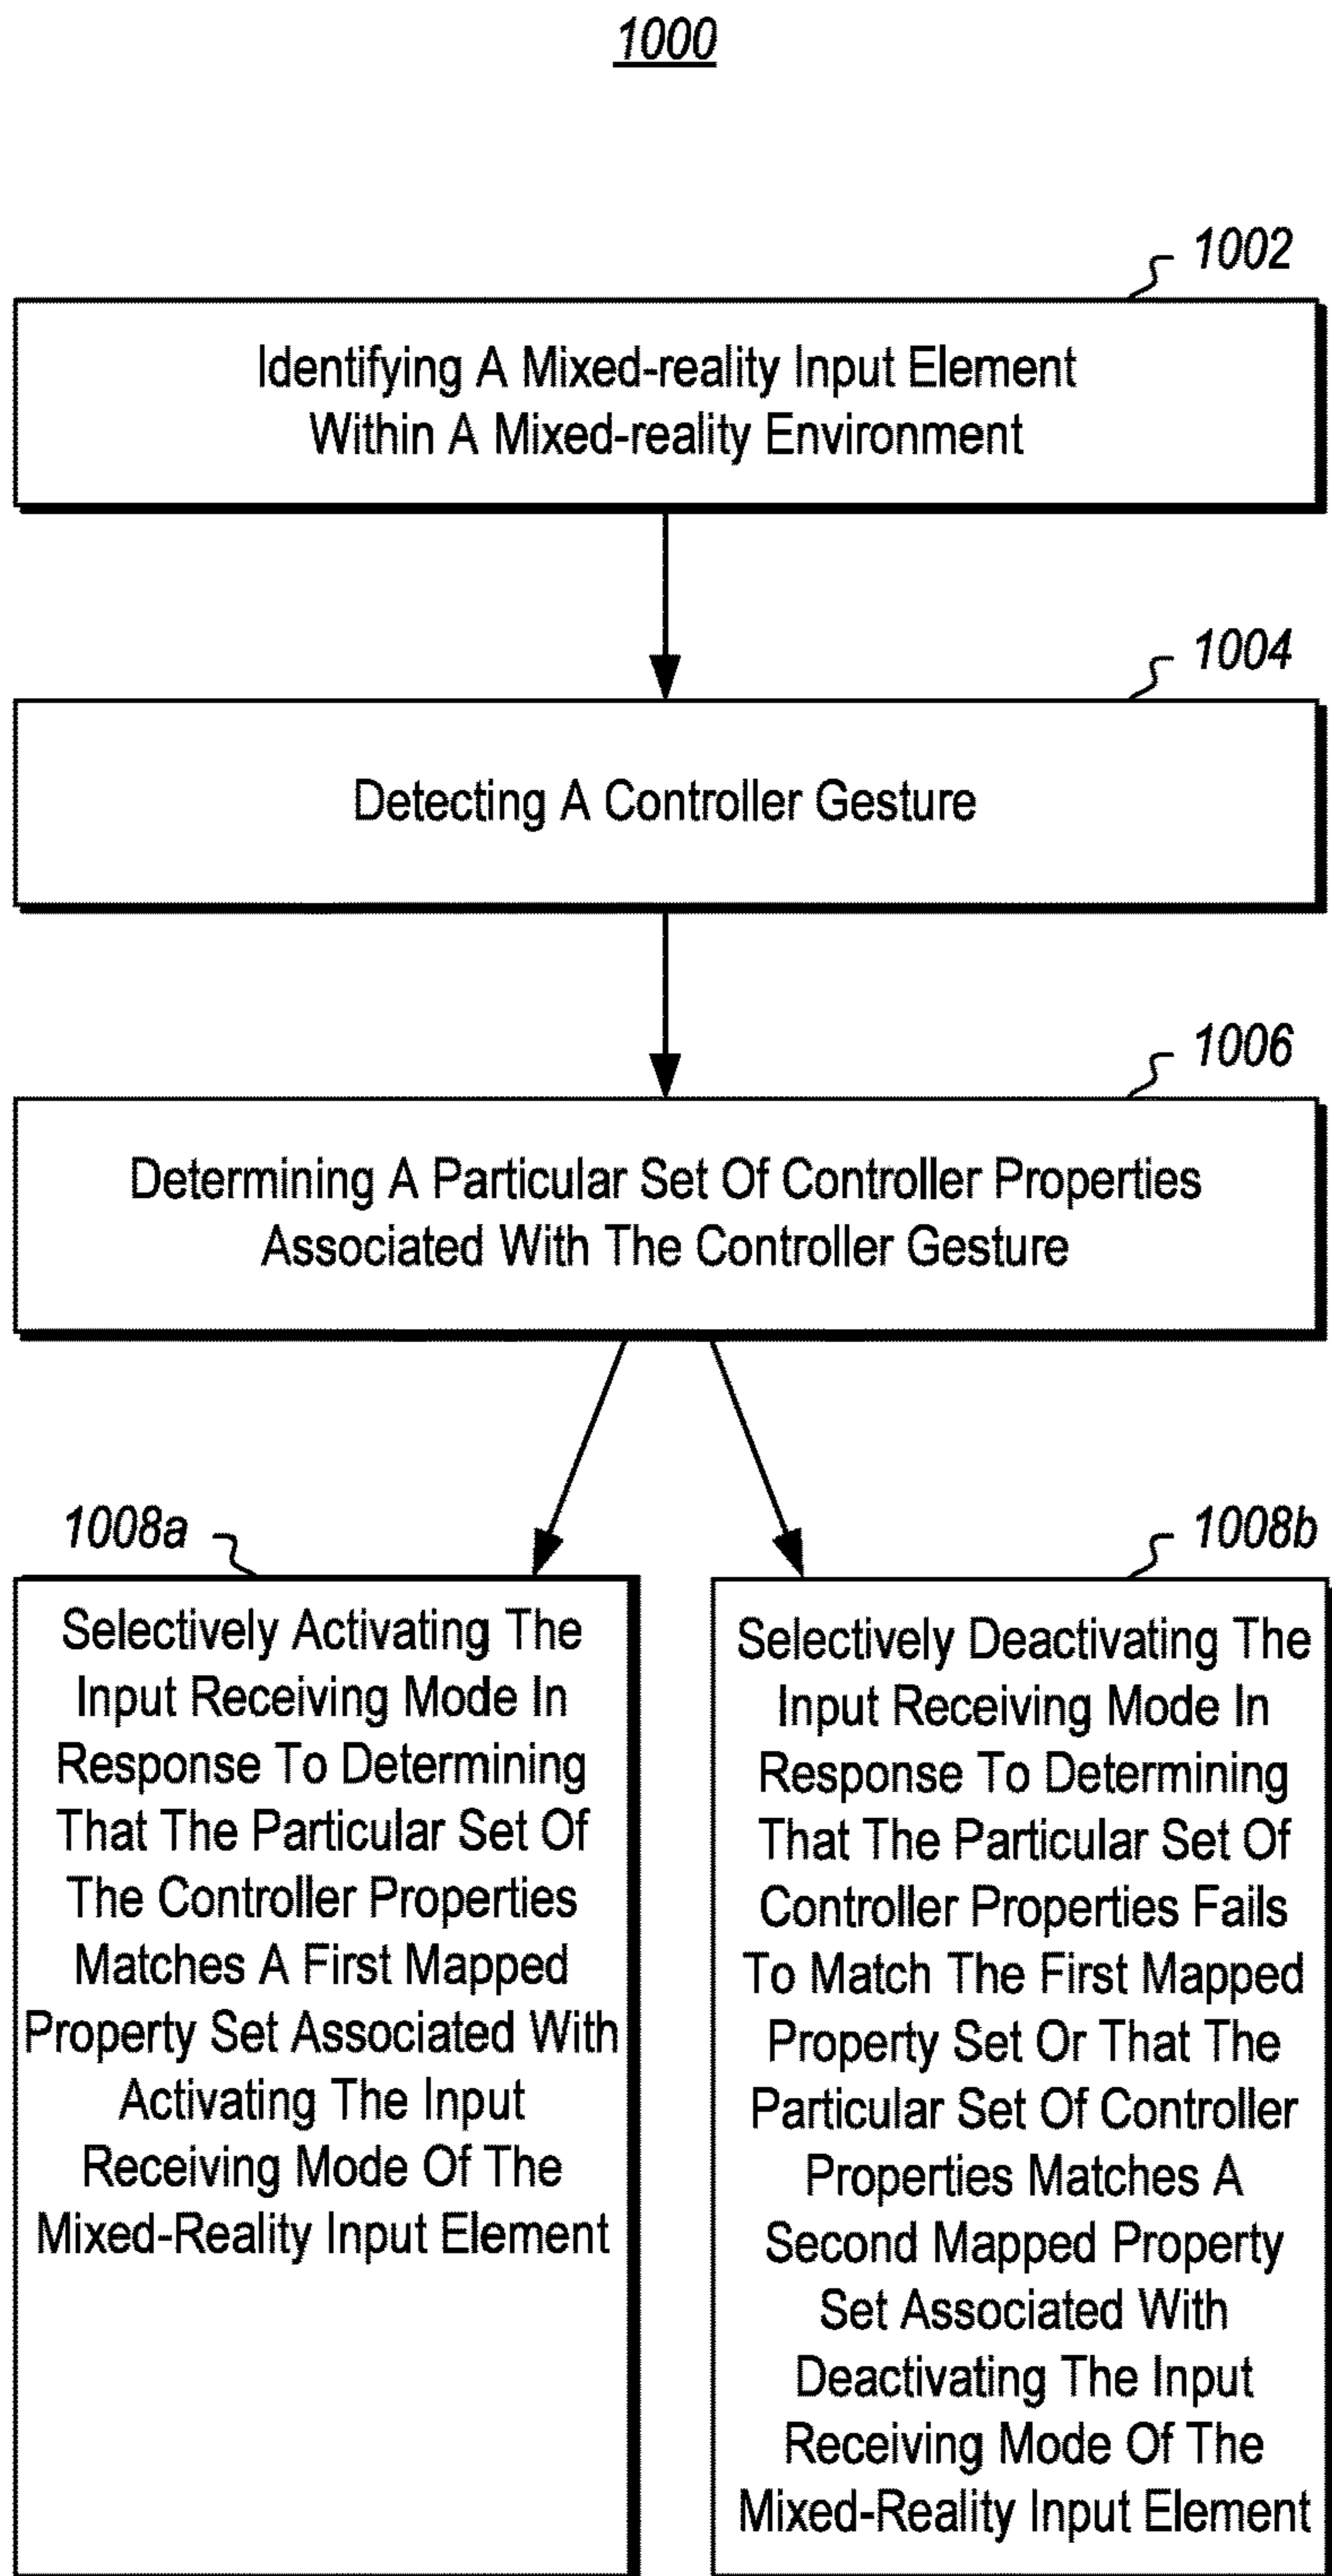 1000
1002
Identifying A Mixed-reality Input Element
Within A Mixed-reality Environment
1004
Detecting A Controller Gesture
1006
Determining A Particular Set Of Controller Properties
Associated With The Controller Gesture
1008a
Selectively Activating The
Input Receiving Mode In
Response To Determining
That The Particular Set Of
The Controller Properties
Matches A First Mapped
Property Set Associated With
Activating The Input
Receiving Mode Of The
Mixed-Reality Input Element
1008b
Selectively Deactivating The
Input Receiving Mode In
Response To Determining
That The Particular Set Of
Controller Properties Fails
To Match The First Mapped
Property Set Or That The
Particular Set Of Controller
Properties Matches A
Second Mapped Property
Set Associated With
Deactivating The Input
Receiving Mode Of The
Mixed-Reality Input Element